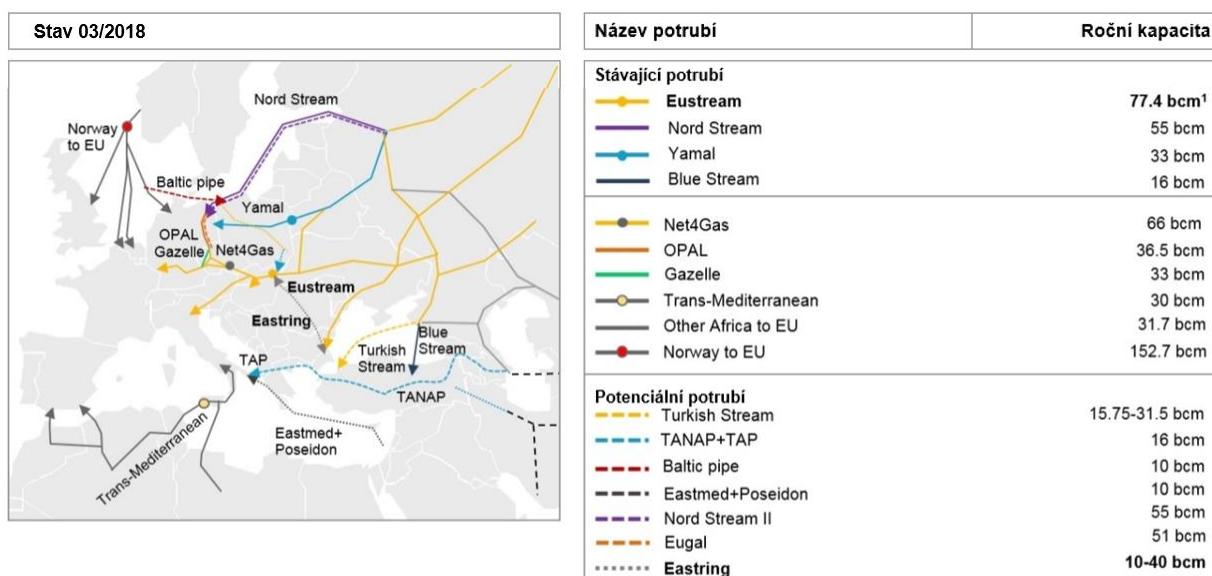 Stav 03/2018
Nord Stream
Norway
to EU
Baltic pipe
Yamal
OPAL
Gazelle
Net4Gas
Eustream
Eastring
Blue
Stream
Turkish
Stream
TAP
TANAP
Eastmed+
Poseidon
Trans-Mediterranean
Název potrubí Roční kapacita
Stávající potrubí
Eustream 77.4 bcm¹
Nord Stream 55 bcm
Yamal 33 bcm
Blue Stream 16 bcm
Net4Gas 66 bcm
OPAL 36.5 bcm
Gazelle 33 bcm
Trans-Mediterranean 30 bcm
Other Africa to EU 31.7 bcm
Norway to EU 152.7 bcm
Potenciální potrubí
Turkish Stream 15.75-31.5 bcm
TANAP+TAP 16 bcm
Baltic pipe 10 bcm
Eastmed+Poseidon 10 bcm
Nord Stream II 55 bcm
Eugal 51 bcm
Eastring 10-40 bcm